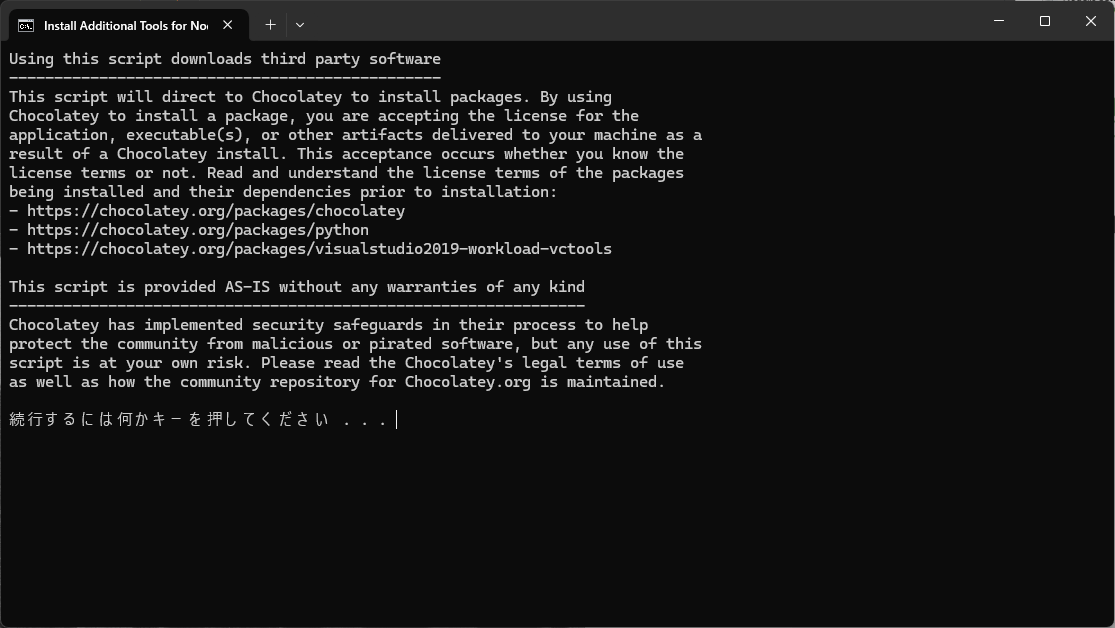 Install Additional Tools for No
Using this script downloads third party software
------------------------------------------------
This script will direct to Chocolatey to install packages. By using
Chocolatey to install a package, you are accepting the license for the
application, executable(s), or other artifacts delivered to your machine as a
result of a Chocolatey install. This acceptance occurs whether you know the
license terms or not. Read and understand the license terms of the packages
being installed and their dependencies prior to installation:
- https://chocolatey.org/packages/chocolatey
- https://chocolatey.org/packages/python
- https://chocolatey.org/packages/visualstudio2019-workload-vctools
This script is provided AS-IS without any warranties of any kind
----------------------------------------------------------------
Chocolatey has implemented security safeguards in their process to help
protect the community from malicious or pirated software, but any use of this
script is at your own risk. Please read the Chocolatey's legal terms of use
as well as how the community repository for Chocolatey.org is maintained.
続行するには何かキーを押してください . . .